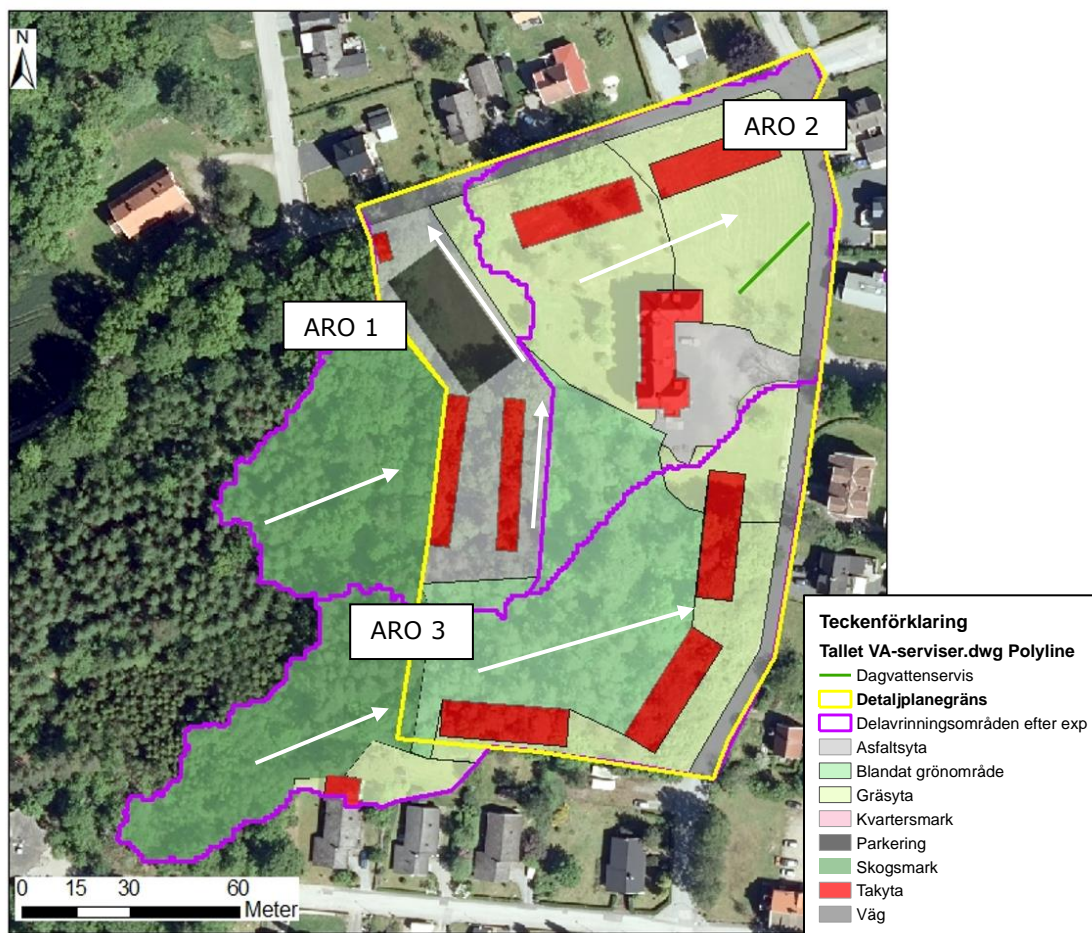 N
ARO 2
ARO 1
ARO 3
0 15 30 60
Meter
Teckenförklaring
Tallet VA-serviser.dwg Polyline
Dagvattenservis
Detaljplanegräns
Delavrinningsområden efter exp
Asfaltsyta
Blandat grönområde
Gräsyta
Kvartersmark
Parkering
Skogsmark
Takyta
Väg